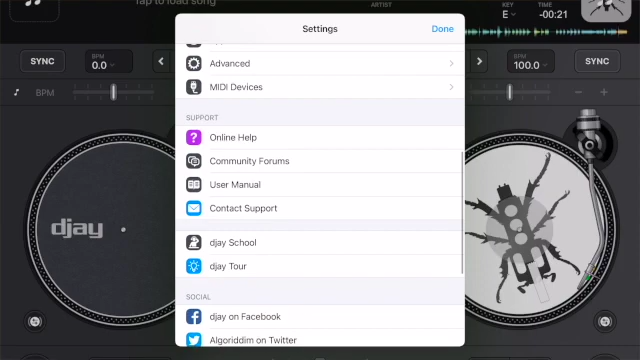 Tap to load song
ARTIST
KEY
E
TIME
-00:21
SYNC
BPM
0.0
BPM
100.0
SYNC
BPM
djay
Settings
Done
Advanced
MIDI Devices
SUPPORT
Online Help
Community Forums
User Manual
Contact Support
djay School
djay Tour
SOCIAL
djay on Facebook
Algoriddim on Twitter